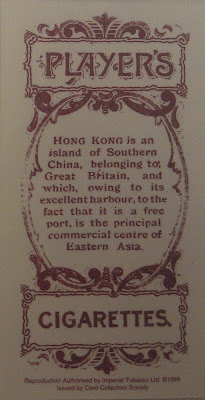 PLAYER'S
HONG KONG is an
island of Southern
China, belonging to,
Great Britain, and
which, owing to its
excellent harbour, to the
fact that it is a free
port, is the principal
commercial centre of
Eastern Asia.
CIGARETTES.
Reproduction Authorised by Imperial Tobacco Ltd ©1999
Issued by Card Collectors Society